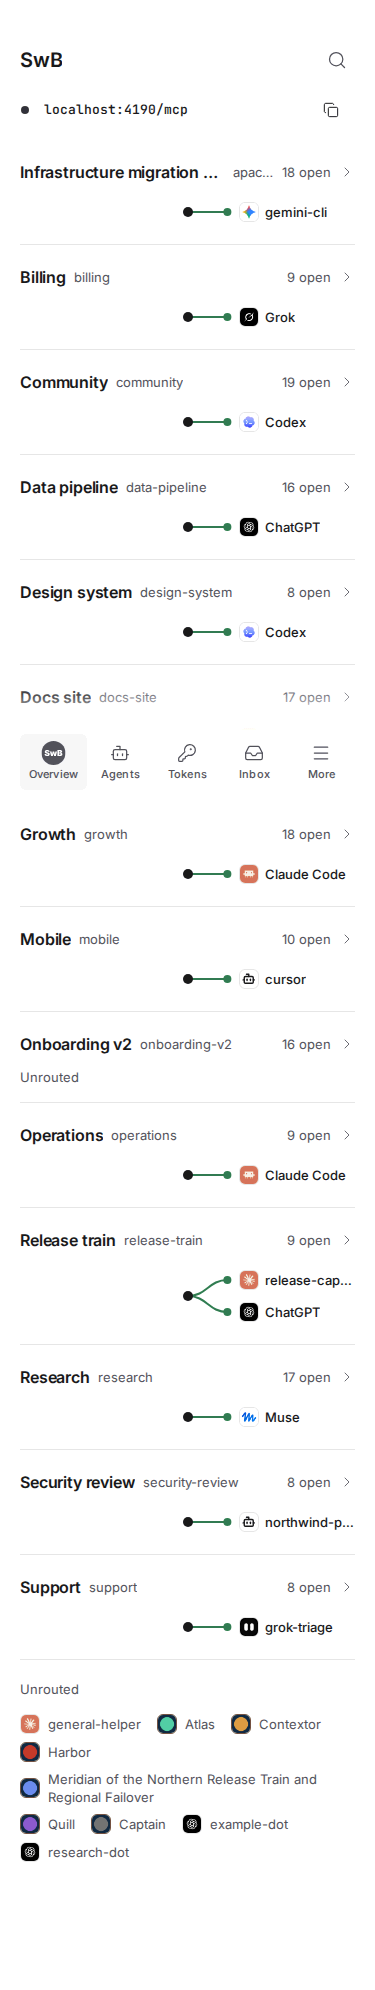 SwB
localhost:4190/mcp
Infrastructure migration ... apac... 18 open
gemini-cli
Billing billing 9 open
Grok
Community community 19 open
Codex
Data pipeline data-pipeline 16 open
ChatGPT
Design system design-system 8 open
Codex
Docs site docs-site 17 open
SwB
Overview Agents Tokens Inbox More
Growth growth 18 open
Claude Code
Mobile mobile 10 open
cursor
Onboarding v2 onboarding-v2 16 open
Unrouted
Operations operations 9 open
Claude Code
Release train release-train 9 open
release-cap...
ChatGPT
Research research 17 open
Muse
Security review security-review 8 open
northwind-p...
Support support 8 open
grok-triage
Unrouted
general-helper Atlas Contextor
Harbor
Meridian of the Northern Release Train and
Regional Failover
Quill Captain example-dot
research-dot